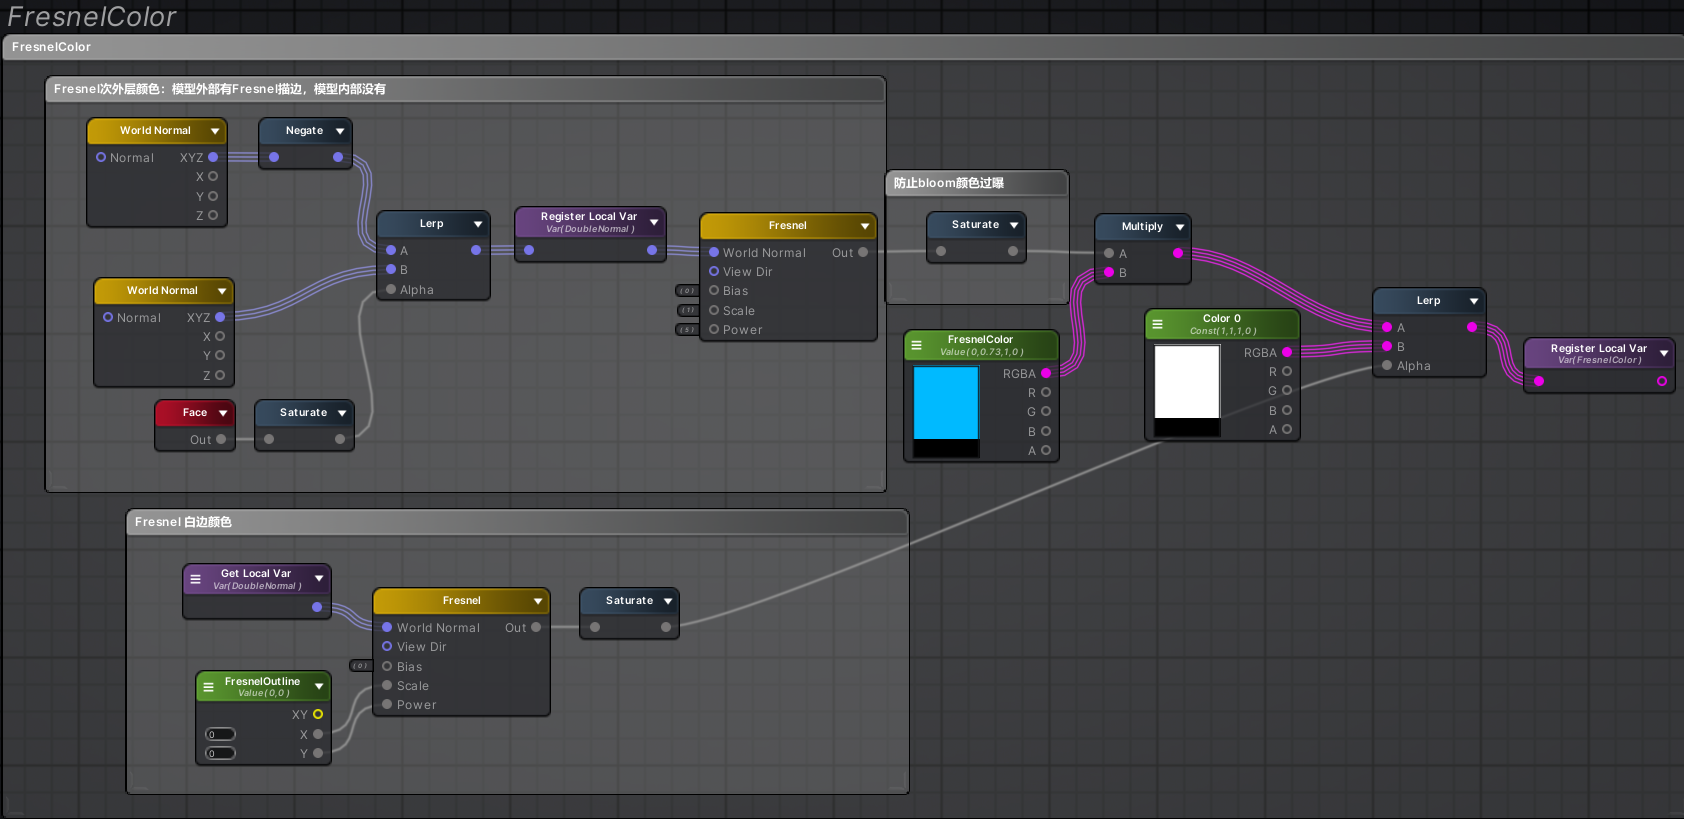 FresnelColor
FresnelColor
Fresnel次外层颜色：模型外部有Fresnel描边，模型内部没有
World Normal
Normal
XYZ
X
Y
Z
Negate
World Normal
Normal
XYZ
X
Y
Z
Face
Out
Saturate
Lerp
A
B
Alpha
Register Local Var
Var( DoubleNormal )
Fresnel
World Normal
Out
View Dir
( 0 )
Bias
( 1 )
Scale
( 5 )
Power
防止bloom颜色过曝
Saturate
Multiply
A
B
FresnelColor
Value( 0,0.73,1,0 )
RGBA
R
G
B
A
Color 0
Const( 1,1,1,0 )
RGBA
R
G
B
A
Lerp
A
B
Alpha
Register Local Var
Var( FresnelColor )
Fresnel 白边颜色
Get Local Var
Var( DoubleNormal )
FresnelOutline
Value( 0,0 )
XY
0
X
0
Y
Fresnel
World Normal
Out
View Dir
( 0 )
Bias
Scale
Power
Saturate